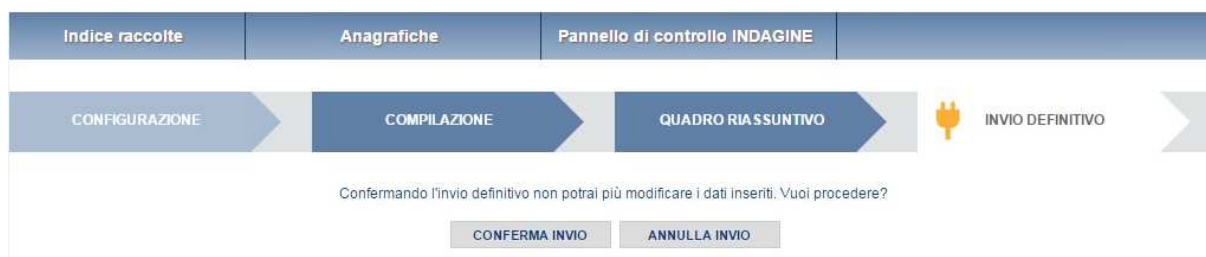 Indice raccolte Anagrafiche Pannello di controllo INDAGINE
CONFIGURAZIONE COMPILAZIONE QUADRO RIASSUNTIVO INVIO DEFINITIVO
Confermando l'invio definitivo non potrai più modificare i dati inseriti. Vuoi procedere?
CONFERMA INVIO ANNULLA INVIO